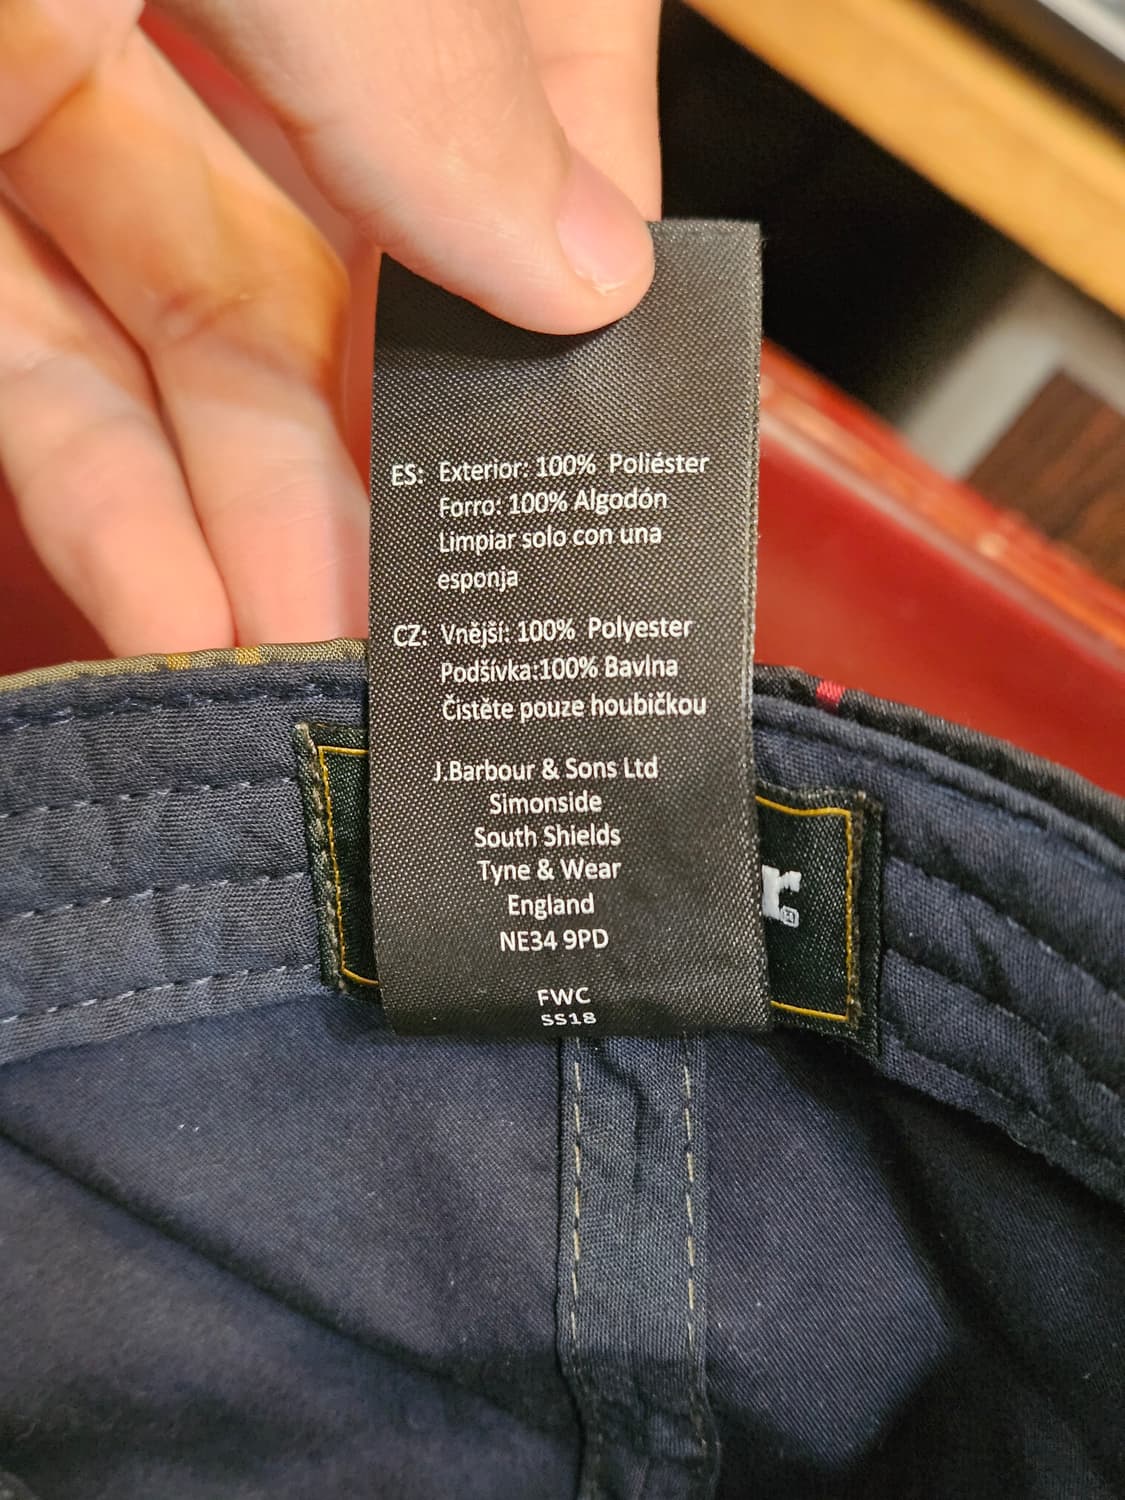 ES: Exterior: 100% Poliéster
Forro: 100% Algodón
Limpiar solo con una
esponja
CZ: Vnější: 100% Polyester
Podšívka:100% Bavlna
Čistěte pouze houbičkou
J.Barbour & Sons Ltd
Simonside
South Shields
Tyne & Wear
England
NE34 9PD
FWC
SS18
r®